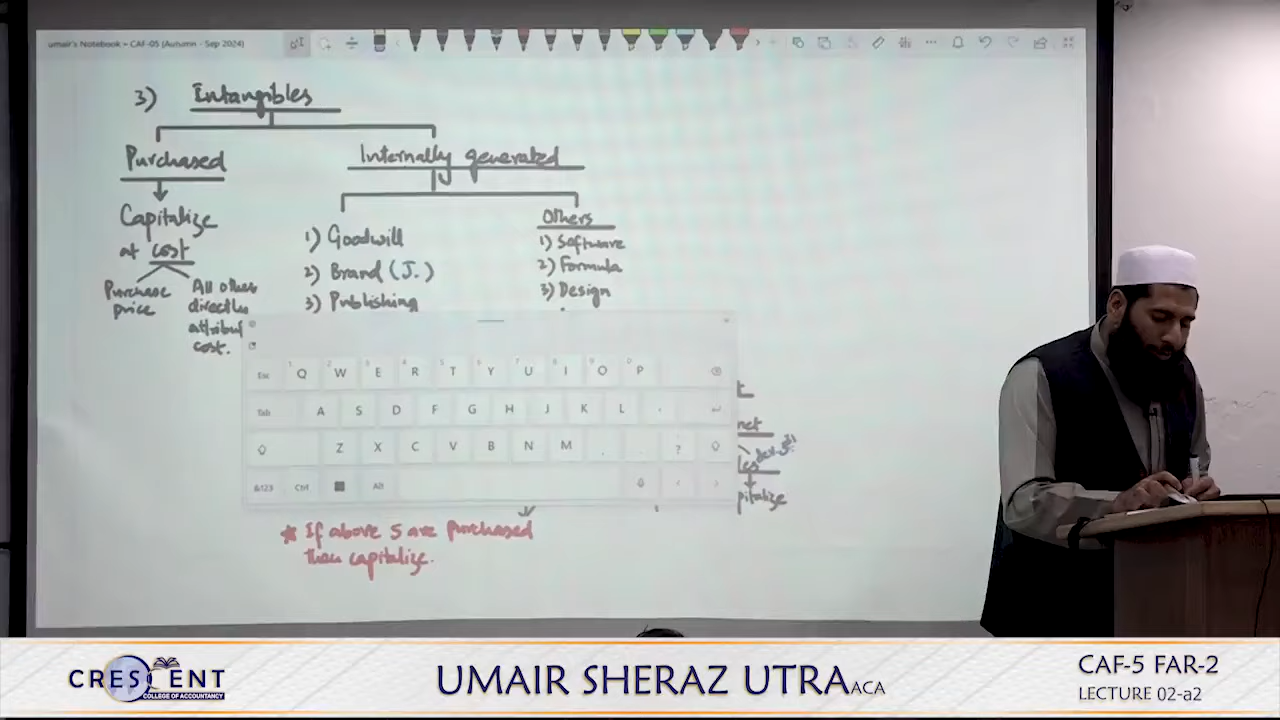 umair's Notebook – CAF-05 (Autumn - Sep 2024)
3) Intangibles
Purchased
Internally generated
Capitalize
at cost
Purchase
price
All other
directly
attribut
cost.
1) Goodwill
2) Brand (J.)
3) Publishing
Others
1) Software
2) Formula
3) Design
Esc Q W E R T Y U I O P
Tab A S D F G H J K L
Z X C V B N M ?
&123 Ctrl Alt
net
les
pitalize
* If above 5 are purchased
then capitalize.
CRESCENT
COLLEGE OF ACCOUNTANCY
UMAIR SHERAZ UTRA ACA
CAF-5 FAR-2
LECTURE 02-a2